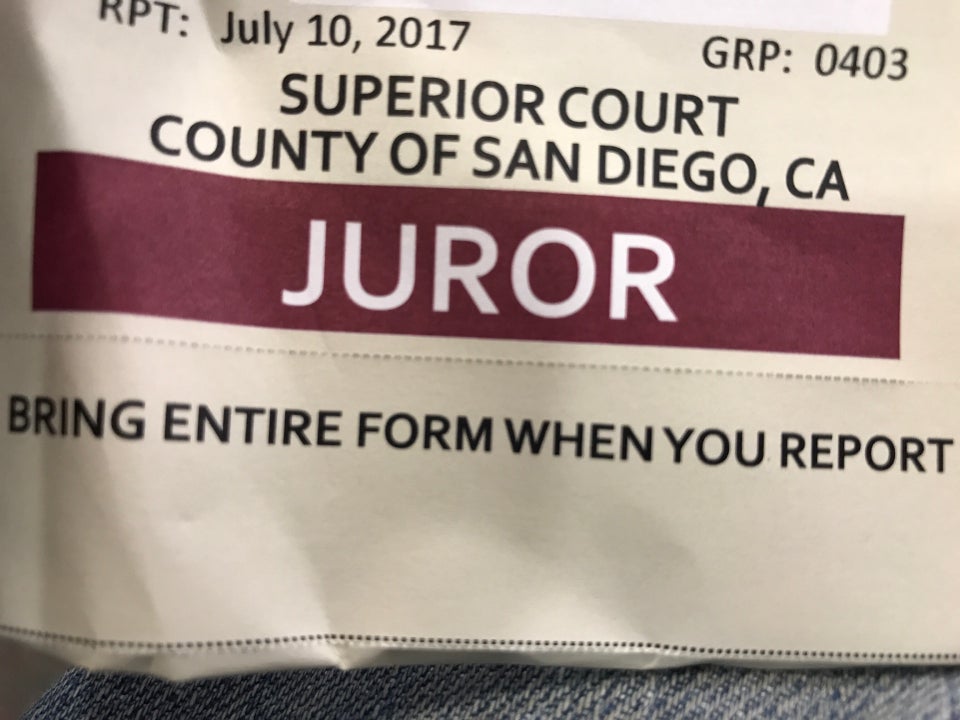 RPT: July 10, 2017 GRP: 0403
SUPERIOR COURT
COUNTY OF SAN DIEGO, CA
JUROR
BRING ENTIRE FORM WHEN YOU REPORT